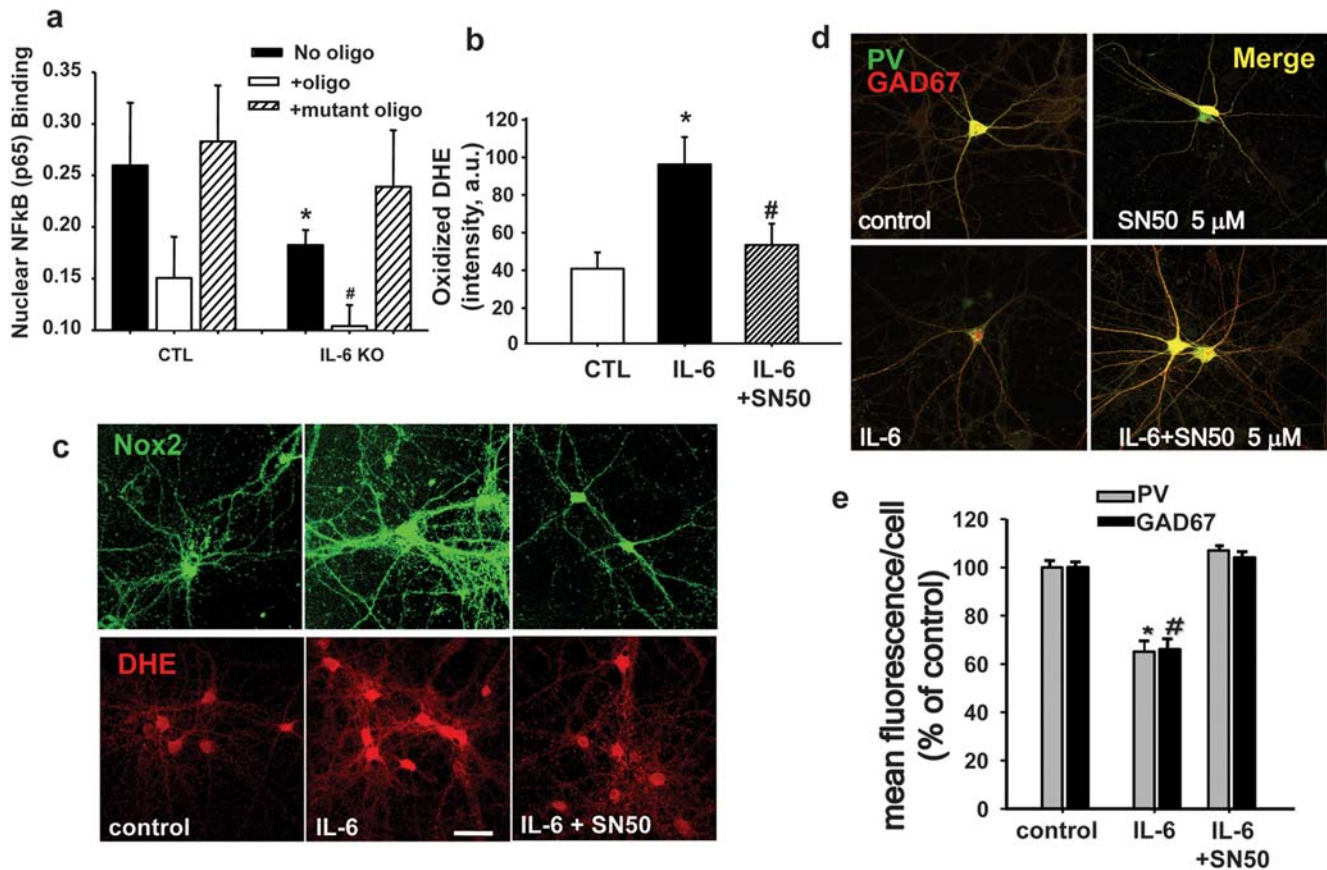 a
No oligo
+oligo
+mutant oligo
Nuclear NFkB (p65) Binding
0.35
0.30
0.25
0.20
0.15
0.10
*
#
CTL
IL-6 KO
b
Oxidized DHE
(intensity, a.u.)
120
100
80
60
40
20
0
*
#
CTL
IL-6
IL-6
+SN50
c
Nox2
DHE
control
IL-6
IL-6 + SN50
d
PV
GAD67
Merge
control
SN50 5 μM
IL-6
IL-6+SN50 5 μM
e
PV
GAD67
mean fluorescence/cell
(% of control)
120
100
80
60
40
20
0
*
#
control
IL-6
IL-6
+SN50